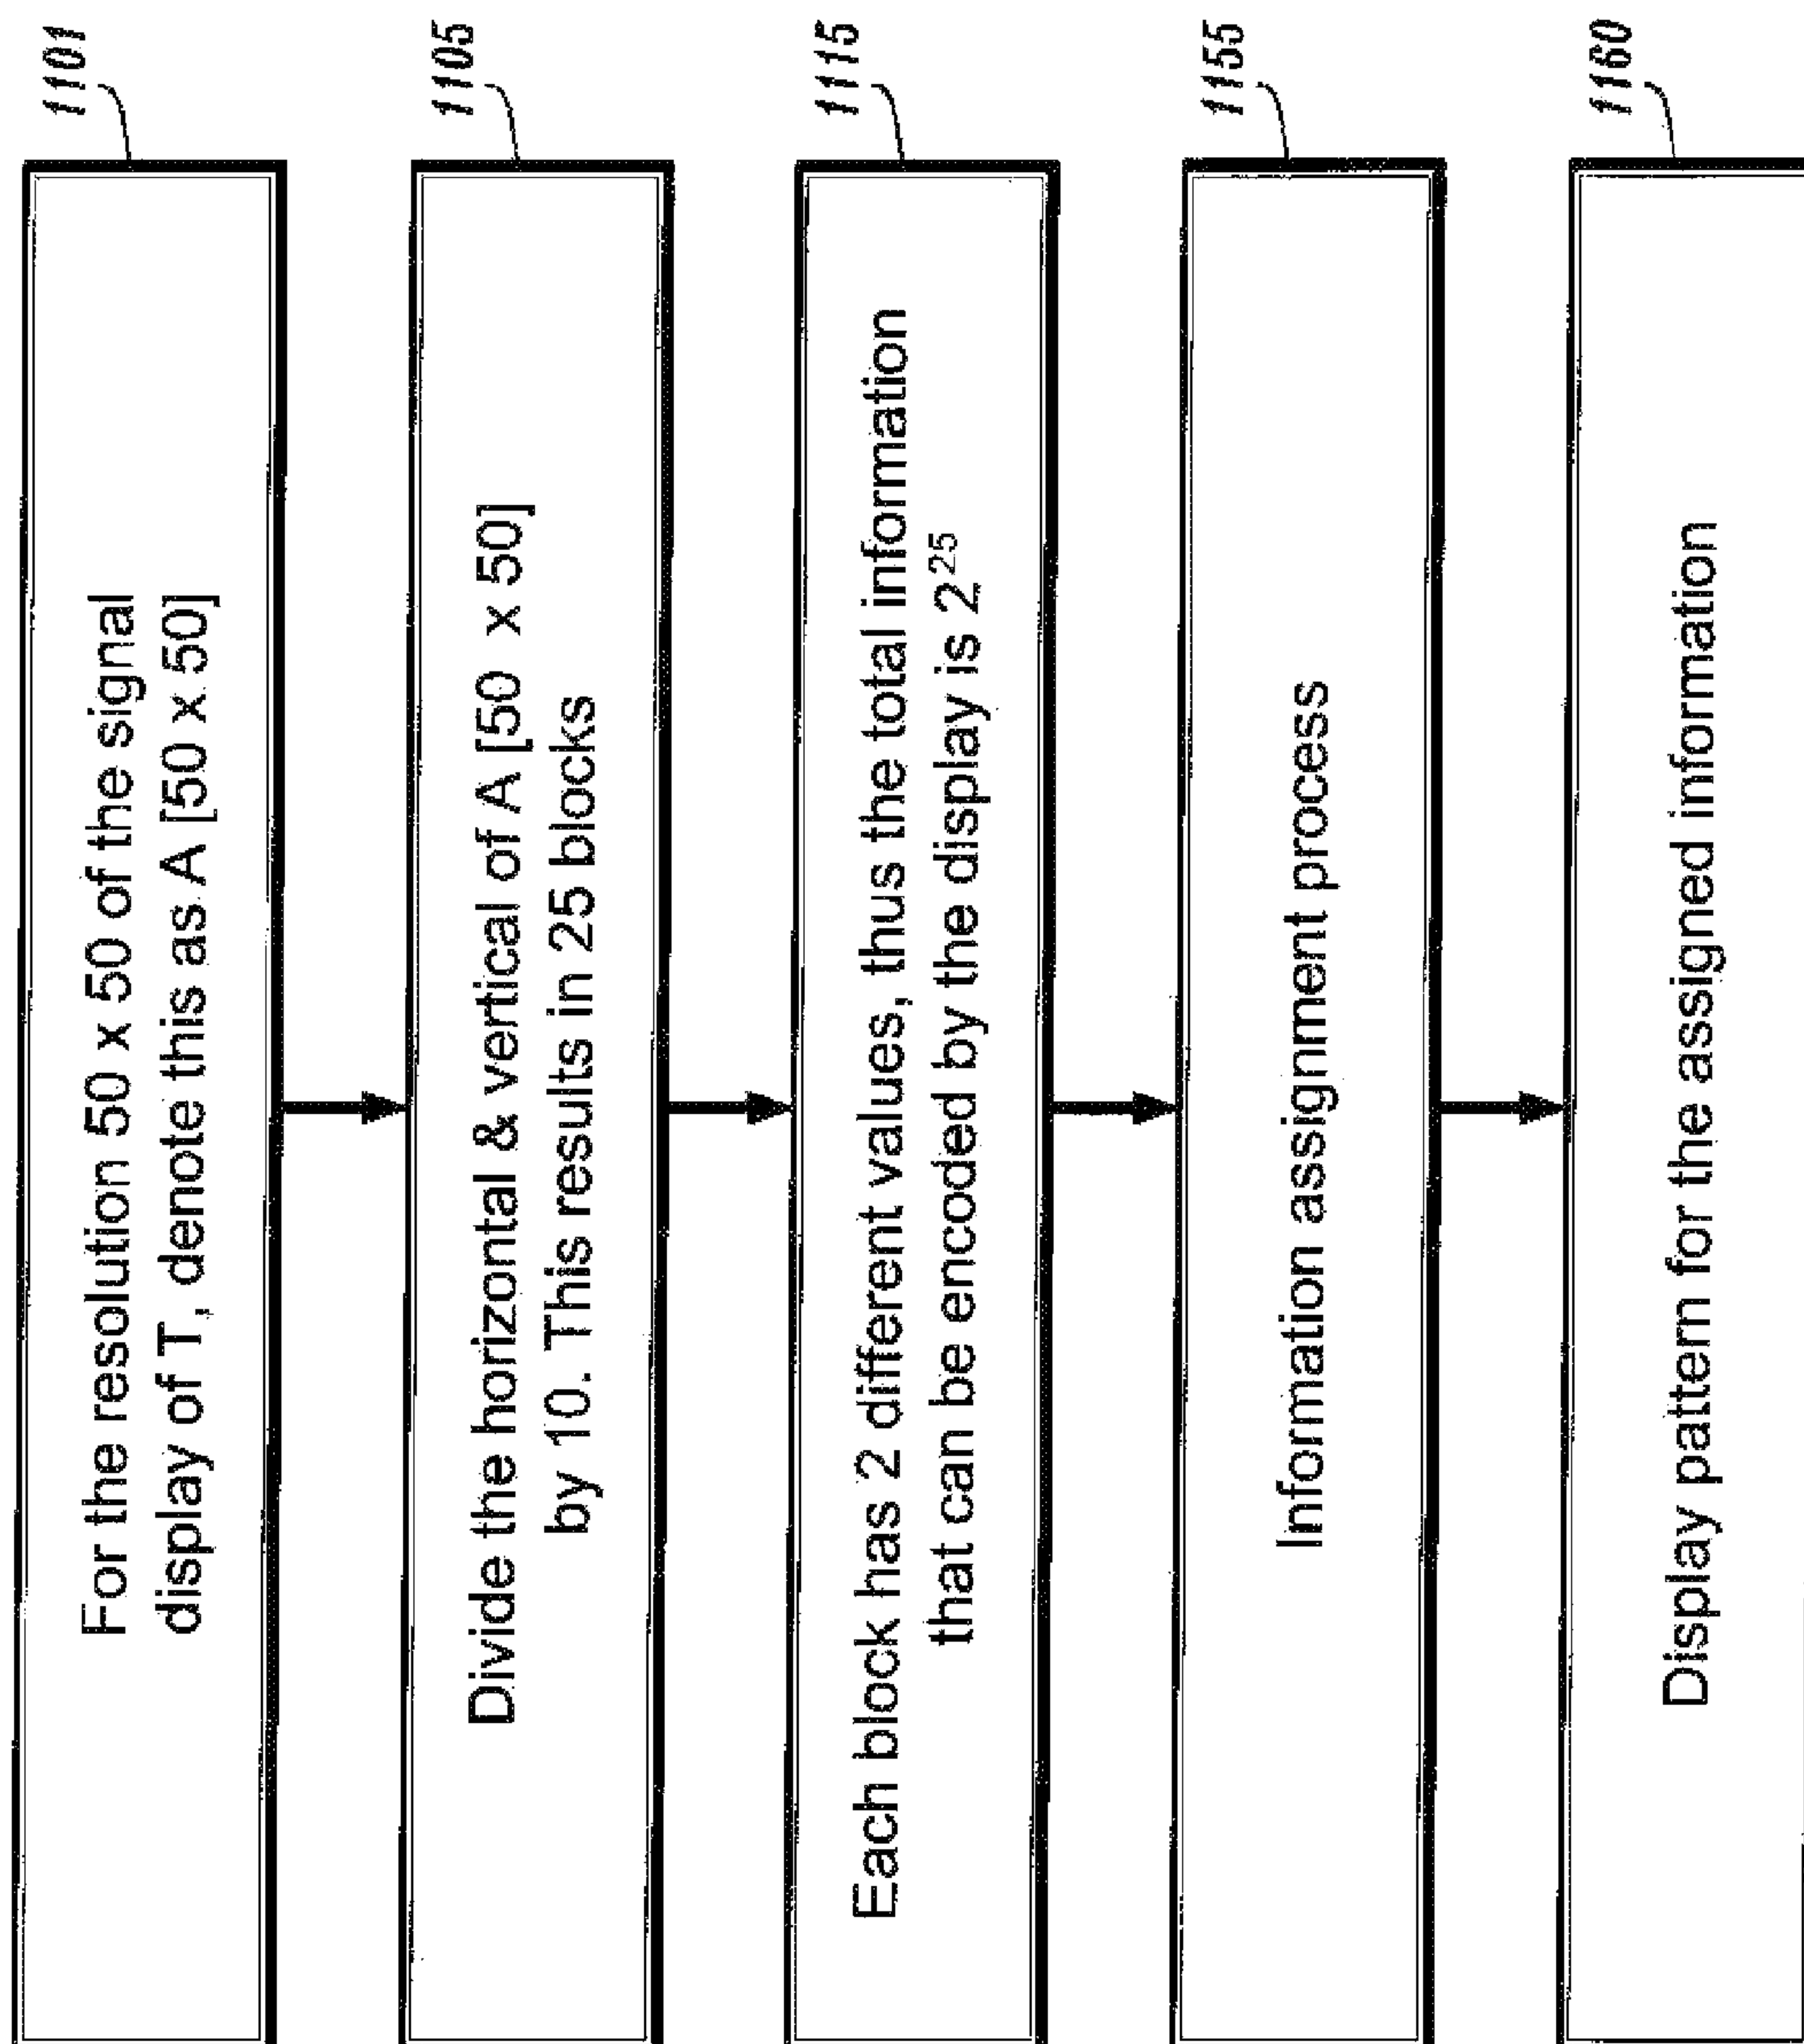 1101
For the resolution 50 x 50 of the signal
display of T, denote this as A [50 x 50]
1105
Divide the horizontal & vertical of A [50 x 50]
by 10. This results in 25 blocks
1115
Each block has 2 different values, thus the total information
that can be encoded by the display is 2²⁵
1155
Information assignment process
1160
Display pattern for the assigned information